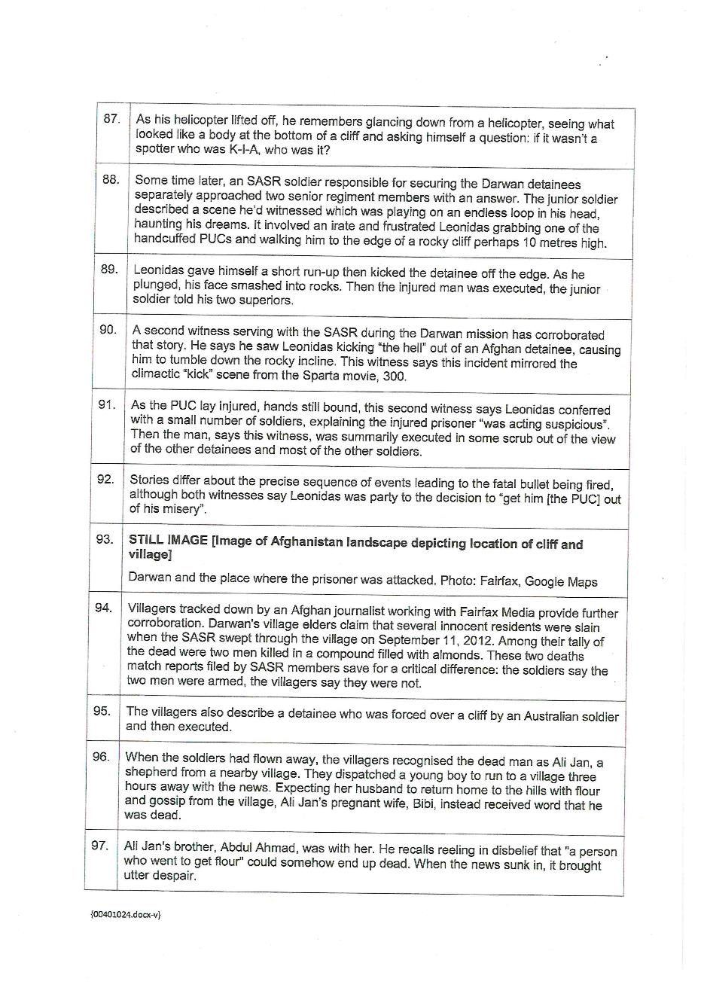 87. As his helicopter lifted off, he remembers glancing down from a helicopter, seeing what
looked like a body at the bottom of a cliff and asking himself a question: if it wasn't a
spotter who was K-I-A, who was it?
88. Some time later, an SASR soldier responsible for securing the Darwan detainees
separately approached two senior regiment members with an answer. The junior soldier
described a scene he'd witnessed which was playing on an endless loop in his head,
haunting his dreams. It involved an irate and frustrated Leonidas grabbing one of the
handcuffed PUCs and walking him to the edge of a rocky cliff perhaps 10 metres high.
89. Leonidas gave himself a short run-up then kicked the detainee off the edge. As he
plunged, his face smashed into rocks. Then the injured man was executed, the junior
soldier told his two superiors.
90. A second witness serving with the SASR during the Darwan mission has corroborated
that story. He says he saw Leonidas kicking "the hell" out of an Afghan detainee, causing
him to tumble down the rocky incline. This witness says this incident mirrored the
climactic "kick" scene from the Sparta movie, 300.
91. As the PUC lay injured, hands still bound, this second witness says Leonidas conferred
with a small number of soldiers, explaining the injured prisoner "was acting suspicious".
Then the man, says this witness, was summarily executed in some scrub out of the view
of the other detainees and most of the other soldiers.
92. Stories differ about the precise sequence of events leading to the fatal bullet being fired,
although both witnesses say Leonidas was party to the decision to "get him [the PUC] out
of his misery".
93. STILL IMAGE [Image of Afghanistan landscape depicting location of cliff and
village]
Darwan and the place where the prisoner was attacked. Photo: Fairfax, Google Maps
94. Villagers tracked down by an Afghan journalist working with Fairfax Media provide further
corroboration. Darwan's village elders claim that several innocent residents were slain
when the SASR swept through the village on September 11, 2012. Among their tally of
the dead were two men killed in a compound filled with almonds. These two deaths
match reports filed by SASR members save for a critical difference: the soldiers say the
two men were armed, the villagers say they were not.
95. The villagers also describe a detainee who was forced over a cliff by an Australian soldier
and then executed.
96. When the soldiers had flown away, the villagers recognised the dead man as Ali Jan, a
shepherd from a nearby village. They dispatched a young boy to run to a village three
hours away with the news. Expecting her husband to return home to the hills with flour
and gossip from the village, Ali Jan's pregnant wife, Bibi, instead received word that he
was dead.
97. Ali Jan's brother, Abdul Ahmad, was with her. He recalls reeling in disbelief that "a person
who went to get flour" could somehow end up dead. When the news sunk in, it brought
utter despair.
{00401024.docx-v}